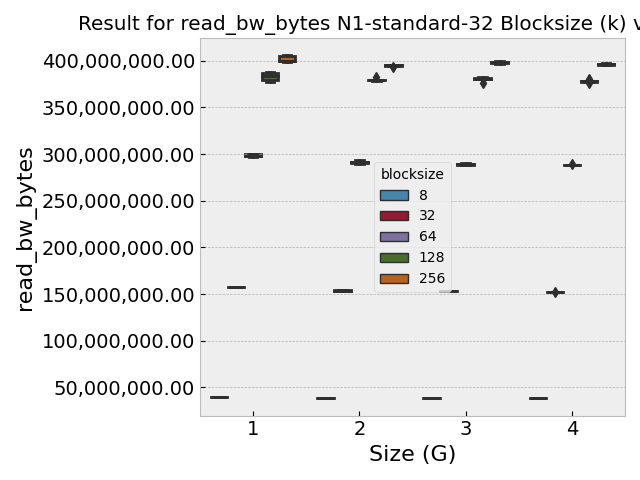 Result for read_bw_bytes N1-standard-32 Blocksize (k) v
400,000,000.00
350,000,000.00
300,000,000.00
250,000,000.00
200,000,000.00
150,000,000.00
100,000,000.00
50,000,000.00
read_bw_bytes
blocksize
8
32
64
128
256
1 2 3 4
Size (G)